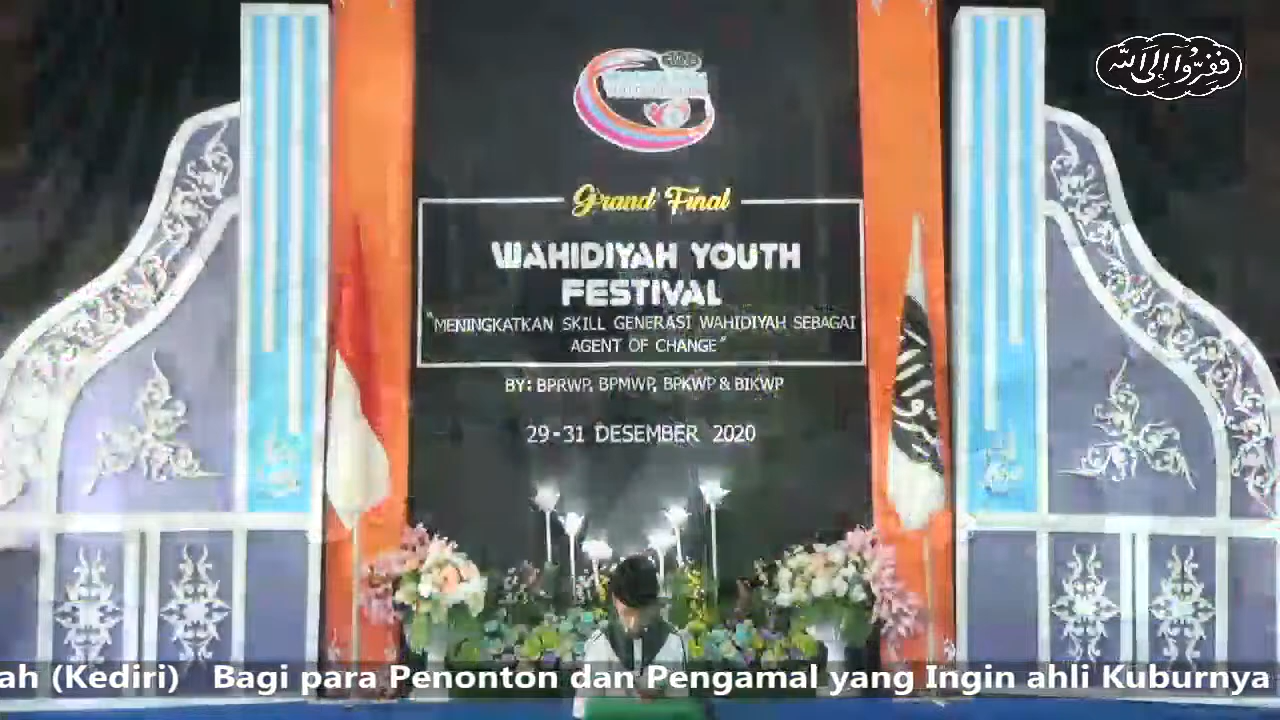 فَفِرُّوْٓا اِلَى اللّٰهِ
Grand Final
WAHIDIYAH YOUTH
FESTIVAL
"MENINGKATKAN SKILL GENERASI WAHIDIYAH SEBAGAI
AGENT OF CHANGE"
BY: BPRWP, BPMWP, BPKWP & BIKWP
29-31 DESEMBER 2020
ah (Kediri) Bagi para Penonton dan Pengamal yang Ingin ahli Kuburnya